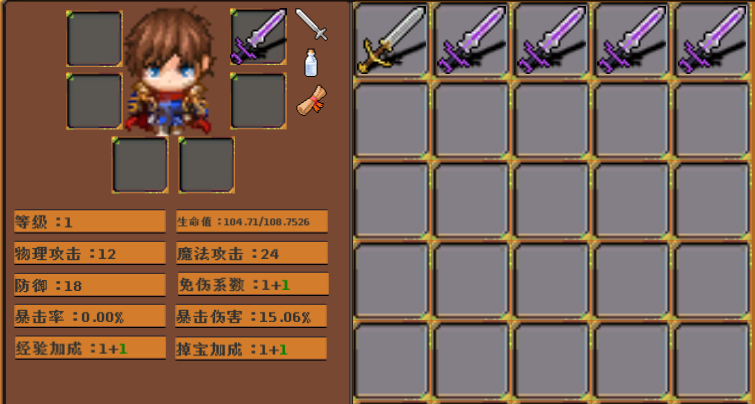 等级：1
生命值：104.71/108.7526
物理攻击：12
魔法攻击：24
防御：18
免伤系数：1+1
暴击率：0.00%
暴击伤害：15.06%
经验加成：1+1
掉宝加成：1+1